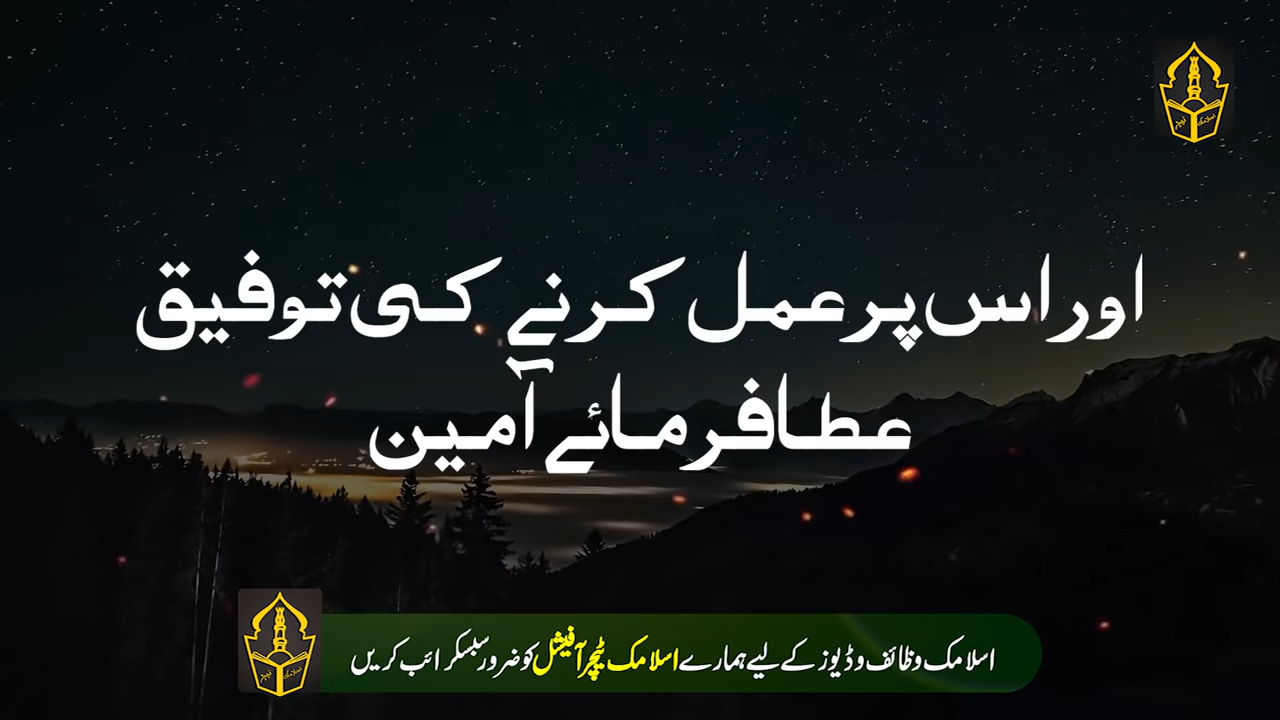 اور اس پر عمل کرنے کی توفیق
عطا فرمائے آمین
اسلامک وظائف وڈیوز کے لیے ہمارے اسلامک ٹیچر آفیشل کو ضرور سبسکرائب کریں